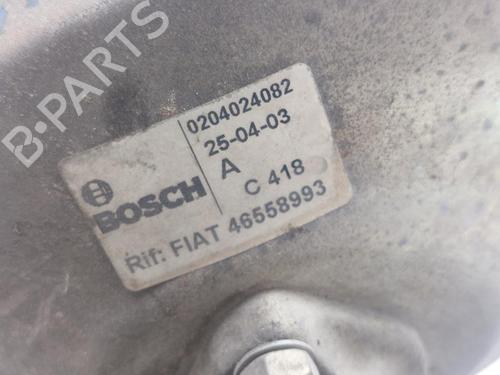 B-PARTS
0204024082
25-04-03
A
C 418
BOSCH
Rif: FIAT 46558993